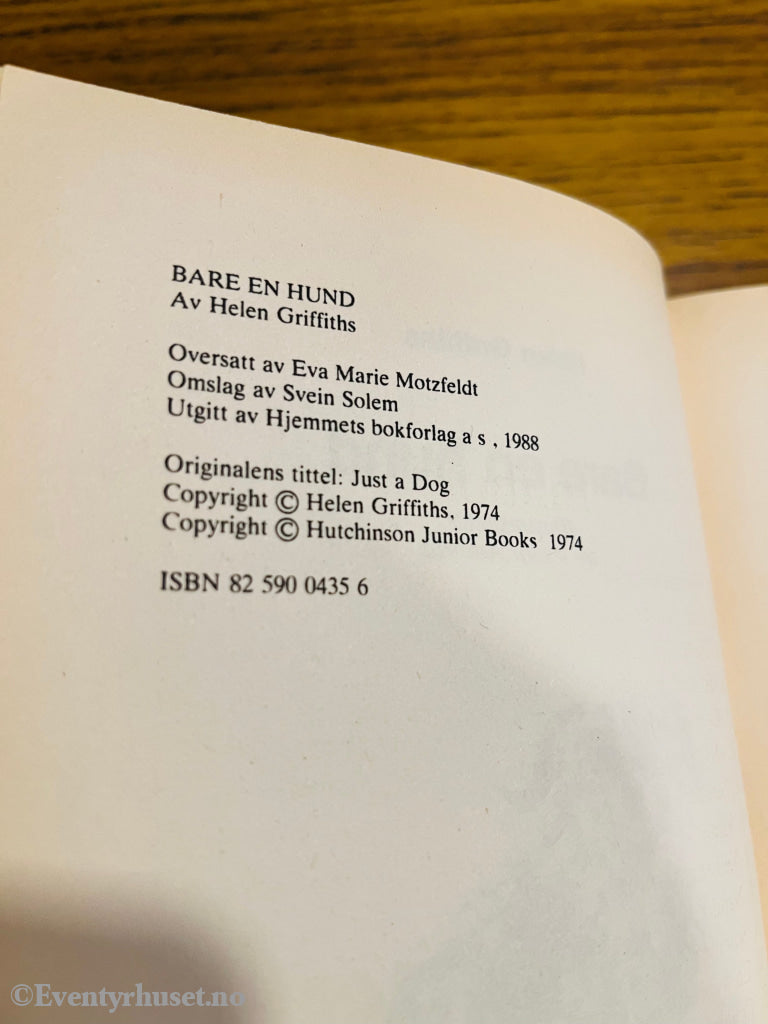 BARE EN HUND
Av Helen Griffiths
Oversatt av Eva Marie Motzfeldt
Omslag av Svein Solem
Utgitt av Hjemmets bokforlag a s , 1988
Originalens tittel: Just a Dog
Copyright © Helen Griffiths, 1974
Copyright © Hutchinson Junior Books 1974
ISBN 82 590 0435 6
©Eventyrhuset.no